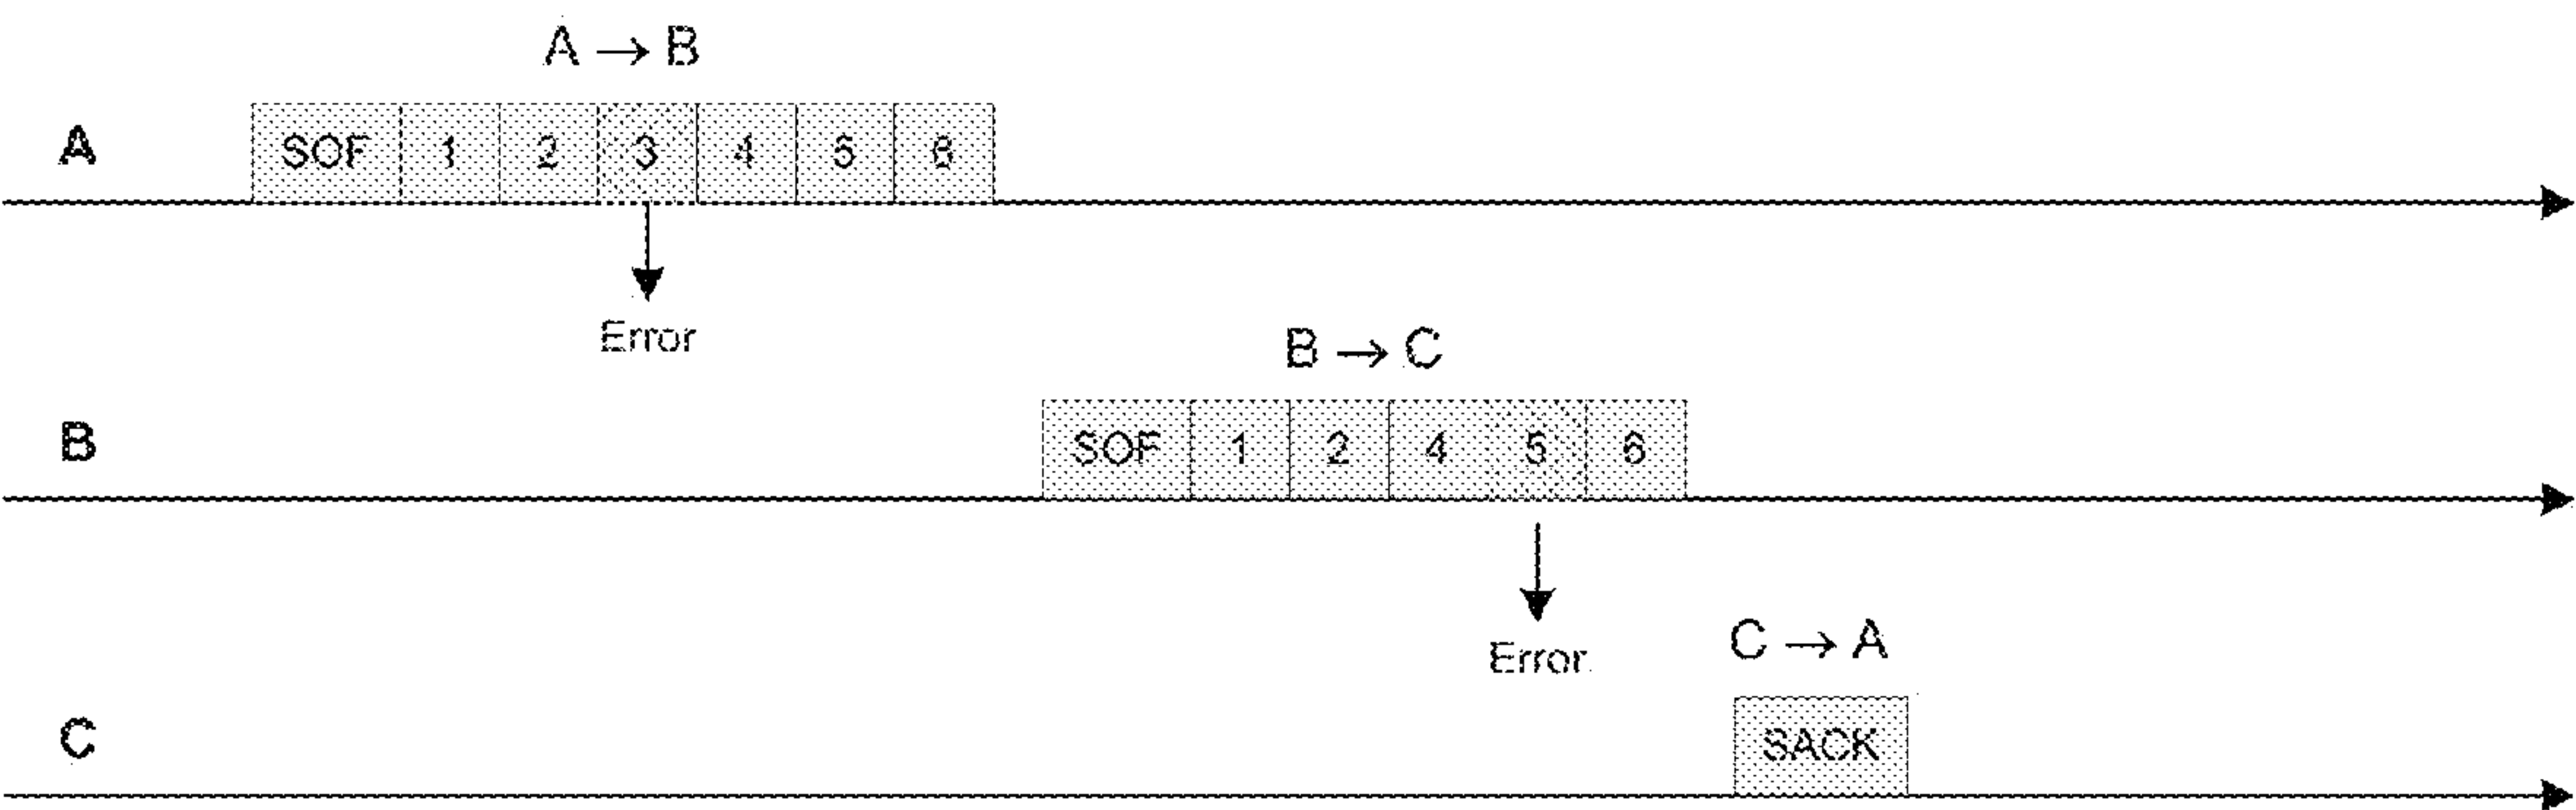 A → B
A SOF 1 2 3 4 5 6
Error
B → C
B SOF 1 2 4 5 6
Error
C → A
C SACK